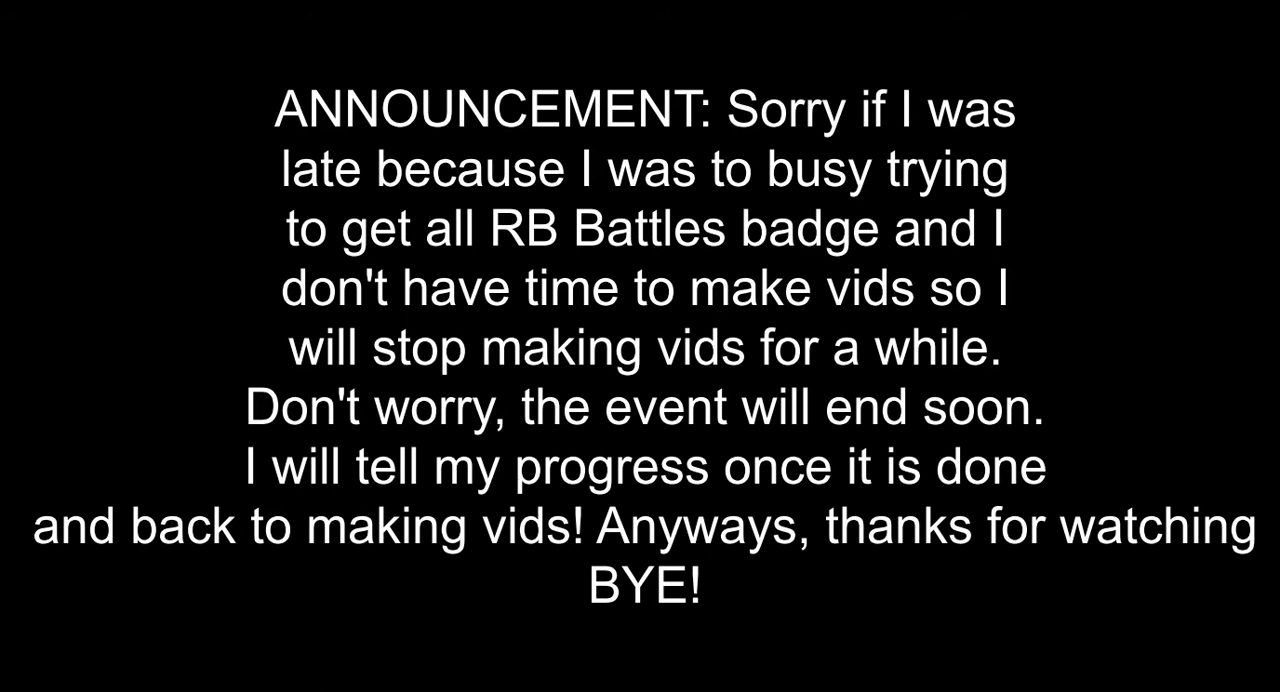 ANNOUNCEMENT: Sorry if I was
late because I was to busy trying
to get all RB Battles badge and I
don't have time to make vids so I
will stop making vids for a while.
Don't worry, the event will end soon.
I will tell my progress once it is done
and back to making vids! Anyways, thanks for watching
BYE!